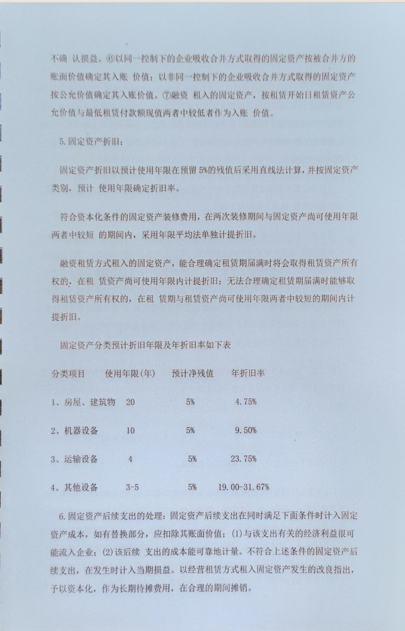 不确 认损益。⑥以同一控制下的企业吸收合并方式取得的固定资产按被合并方的
账面价值确定其入账 价值；以非同一控制下的企业吸收合并方式取得的固定资产
按公允价值确定其入账价值。⑦融资 租入的固定资产，按租赁开始日租赁资产公
允价值与最低租赁付款额现值两者中较低者作为入账 价值。
5.固定资产折旧：
固定资产折旧以预计使用年限在预留5%的残值后采用直线法计算，并按固定资产
类别、预计 使用年限确定折旧率。
符合资本化条件的固定资产装修费用，在两次装修期间与固定资产尚可使用年限
两者中较短 的期间内，采用年限平均法单独计提折旧。
融资租赁方式租入的固定资产，能合理确定租赁期届满时将会取得租赁资产所有
权的，在租 赁资产尚可使用年限内计提折旧；无法合理确定租赁期届满时能够取
得租赁资产所有权的，在租 赁期与租赁资产尚可使用年限两者中较短的期间内计
提折旧。
固定资产分类预计折旧年限及年折旧率如下表
分类项目 使用年限(年) 预计净残值 年折旧率
1、房屋、建筑物 20 5% 4.75%
2、机器设备 10 5% 9.50%
3、运输设备 4 5% 23.75%
4、其他设备 3-5 5% 19.00-31.67%
6.固定资产后续支出的处理：固定资产后续支出在同时满足下面条件时计入固定
资产成本，如有替换部分，应扣除其账面价值：(1)与该支出有关的经济利益很可
能流入企业；(2)该后续 支出的成本能可靠地计量。不符合上述条件的固定资产后
续支出，在发生时计入当期损益。以经营租赁方式租入固定资产发生的改良指出，
予以资本化，作为长期待摊费用，在合理的期间摊销。